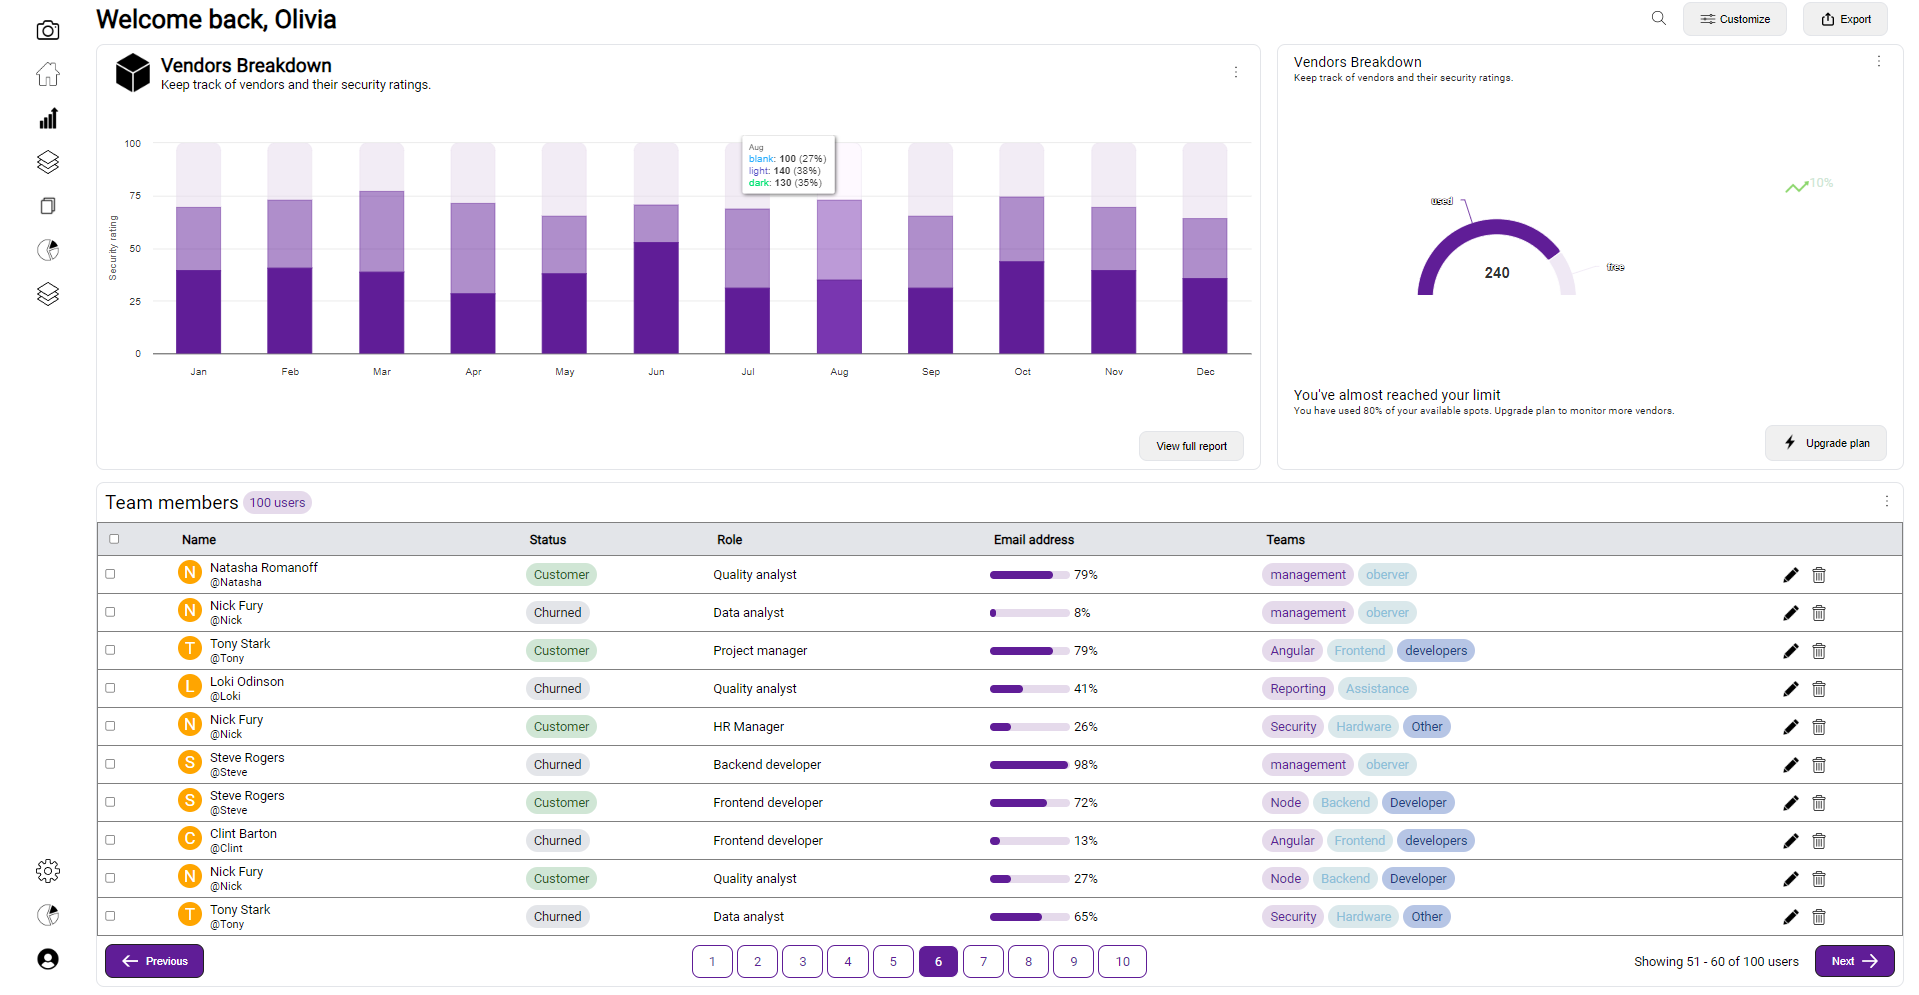 Welcome back, Olivia
Customize
Export
Vendors Breakdown
Keep track of vendors and their security ratings.
Security rating
100
75
50
25
0
Aug
blank: 100 (27%)
light: 140 (38%)
dark: 130 (35%)
Jan Feb Mar Apr May Jun Jul Aug Sep Oct Nov Dec
View full report
Vendors Breakdown
Keep track of vendors and their security ratings.
10%
used
free
240
You've almost reached your limit
You have used 80% of your available spots. Upgrade plan to monitor more vendors.
Upgrade plan
Team members 100 users
Name Status Role Email address Teams
N Natasha Romanoff Customer Quality analyst 79% management oberver
@Natasha
N Nick Fury Churned Data analyst 8% management oberver
@Nick
T Tony Stark Customer Project manager 79% Angular Frontend developers
@Tony
L Loki Odinson Churned Quality analyst 41% Reporting Assistance
@Loki
N Nick Fury Customer HR Manager 26% Security Hardware Other
@Nick
S Steve Rogers Churned Backend developer 98% management oberver
@Steve
S Steve Rogers Customer Frontend developer 72% Node Backend Developer
@Steve
C Clint Barton Churned Frontend developer 13% Angular Frontend developers
@Clint
N Nick Fury Customer Quality analyst 27% Node Backend Developer
@Nick
T Tony Stark Churned Data analyst 65% Security Hardware Other
@Tony
Previous 1 2 3 4 5 6 7 8 9 10 Showing 51 - 60 of 100 users Next